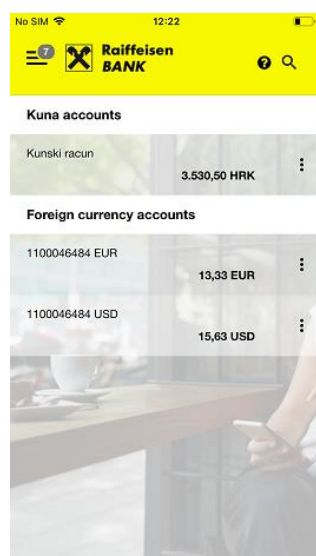 No SIM 12:22
7
Raiffeisen
BANK
Kuna accounts
Kunski racun
3.530,50 HRK
Foreign currency accounts
1100046484 EUR
13,33 EUR
1100046484 USD
15,63 USD